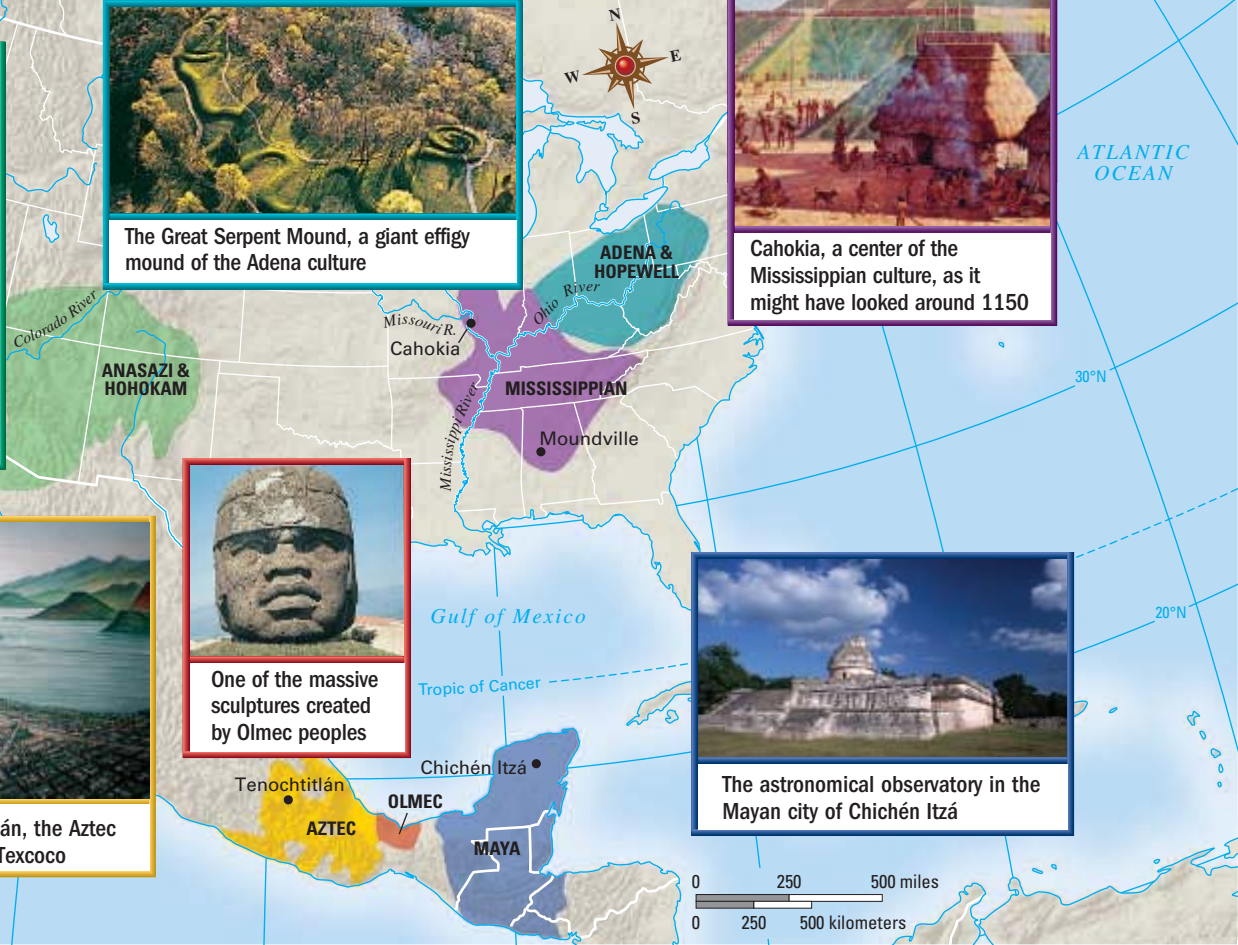 N
W
E
S
The Great Serpent Mound, a giant effigy
mound of the Adena culture
Cahokia, a center of the
Mississippian culture, as it
might have looked around 1150
ATLANTIC
OCEAN
ADENA &
HOPEWELL
Ohio River
Missouri R.
Cahokia
Colorado River
ANASAZI &
HOHOKAM
MISSISSIPPIAN
Mississippi River
Moundville
30°N
20°N
Gulf of Mexico
Tropic of Cancer
One of the massive
sculptures created
by Olmec peoples
án, the Aztec
Texcoco
Tenochtitlán
AZTEC
OLMEC
Chichén Itzá
MAYA
The astronomical observatory in the
Mayan city of Chichén Itzá
0 250 500 miles
0 250 500 kilometers